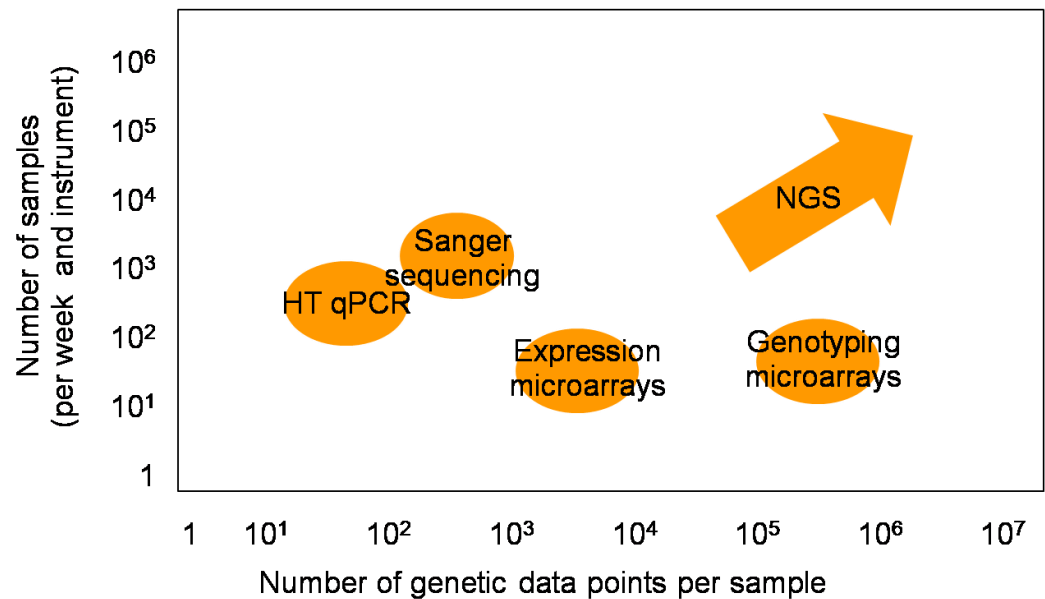 Number of samples
(per week and instrument)
10⁶
10⁵
10⁴
10³
10²
10¹
1
NGS
Sanger
sequencing
HT qPCR
Expression
microarrays
Genotyping
microarrays
1 10¹ 10² 10³ 10⁴ 10⁵ 10⁶ 10⁷
Number of genetic data points per sample